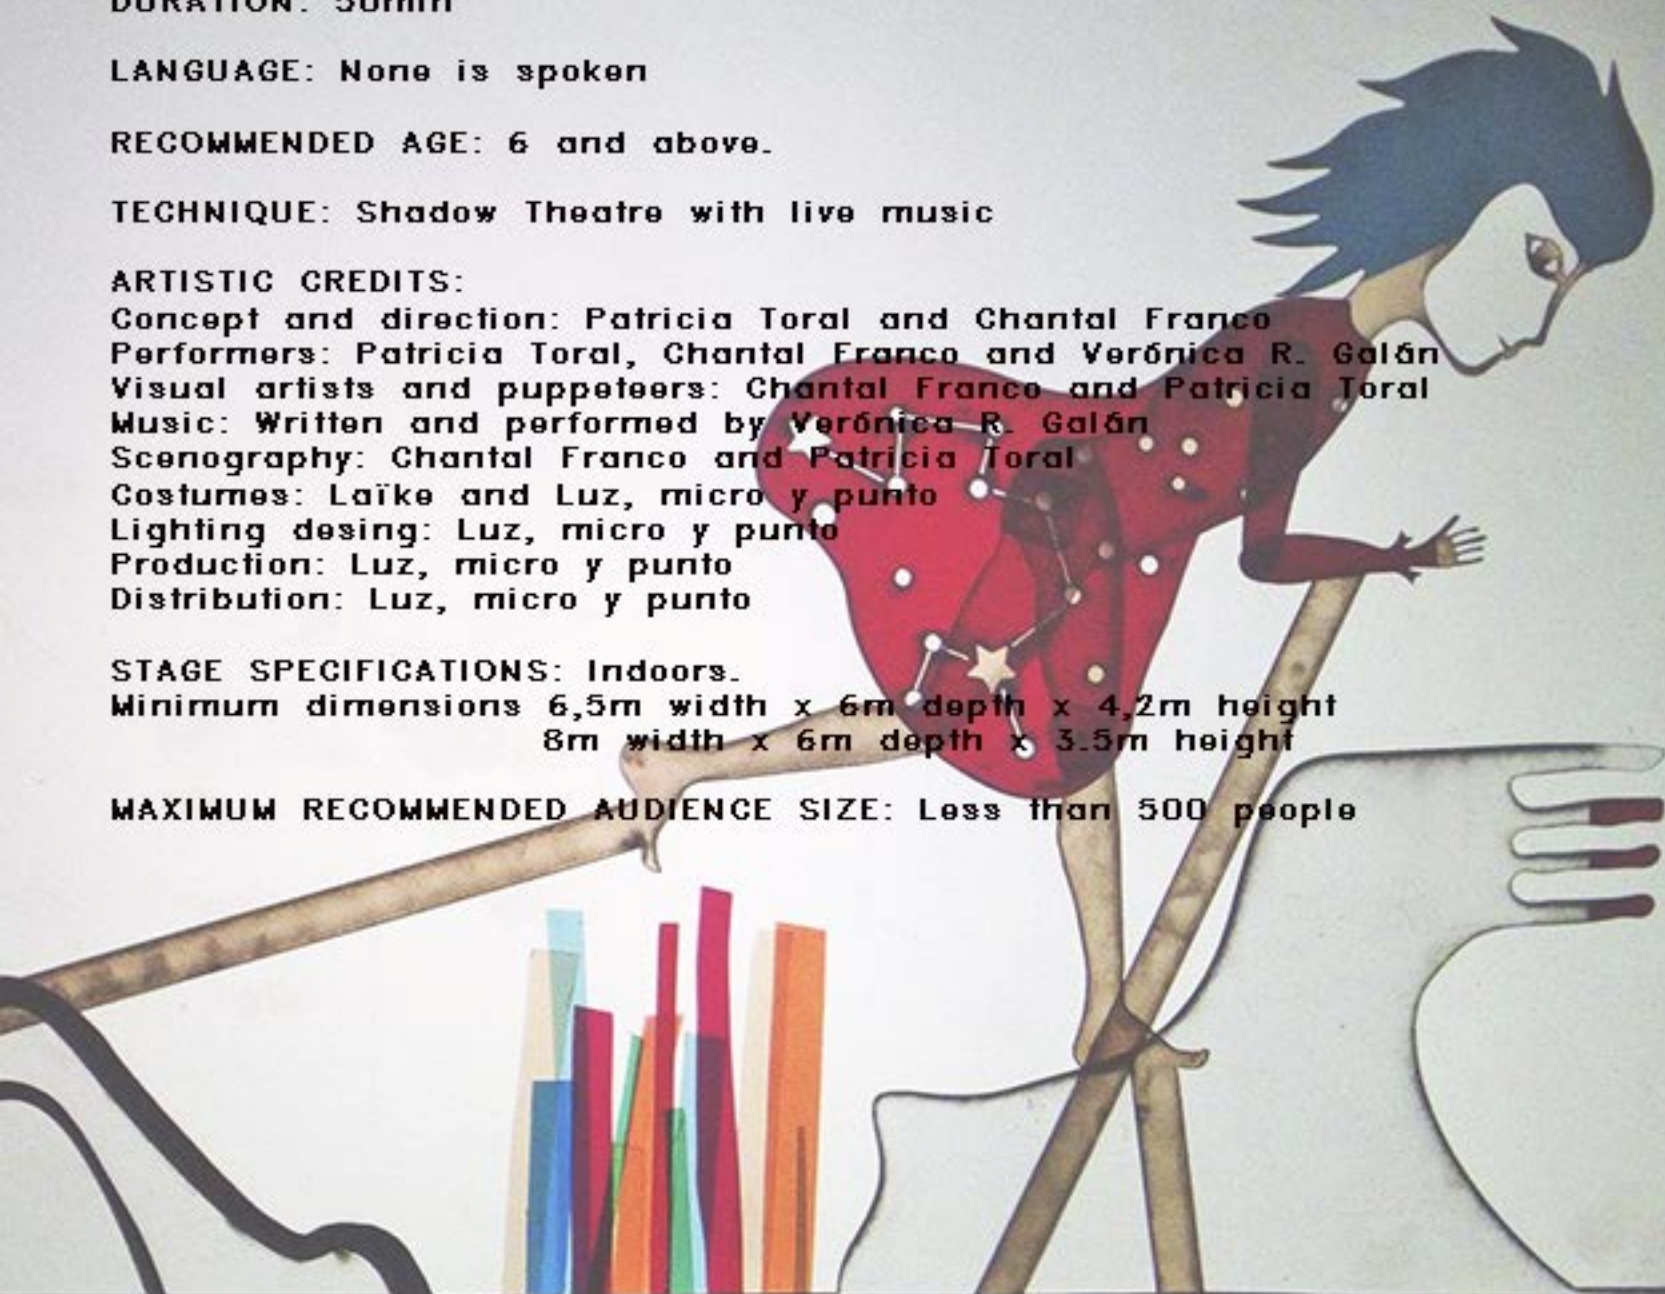 DURATION: 50min
LANGUAGE: None is spoken
RECOMMENDED AGE: 6 and above.
TECHNIQUE: Shadow Theatre with live music
ARTISTIC CREDITS:
Concept and direction: Patricia Toral and Chantal Franco
Performers: Patricia Toral, Chantal Franco and Verónica R. Galán
Visual artists and puppeteers: Chantal Franco and Patricia Toral
Music: Written and performed by Verónica R. Galán
Scenography: Chantal Franco and Patricia Toral
Costumes: Laïke and Luz, micro y punto
Lighting desing: Luz, micro y punto
Production: Luz, micro y punto
Distribution: Luz, micro y punto
STAGE SPECIFICATIONS: Indoors.
Minimum dimensions 6,5m width x 6m depth x 4,2m height
8m width x 6m depth x 3.5m height
MAXIMUM RECOMMENDED AUDIENCE SIZE: Less than 500 people